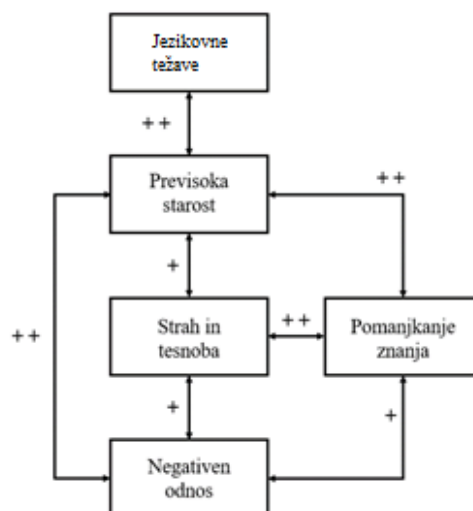 Jezikovne
težave
++
Previsoka
starost
++
+
++
Strah in
tesnoba
++
Pomanjkanje
znanja
+
+
Negativen
odnos